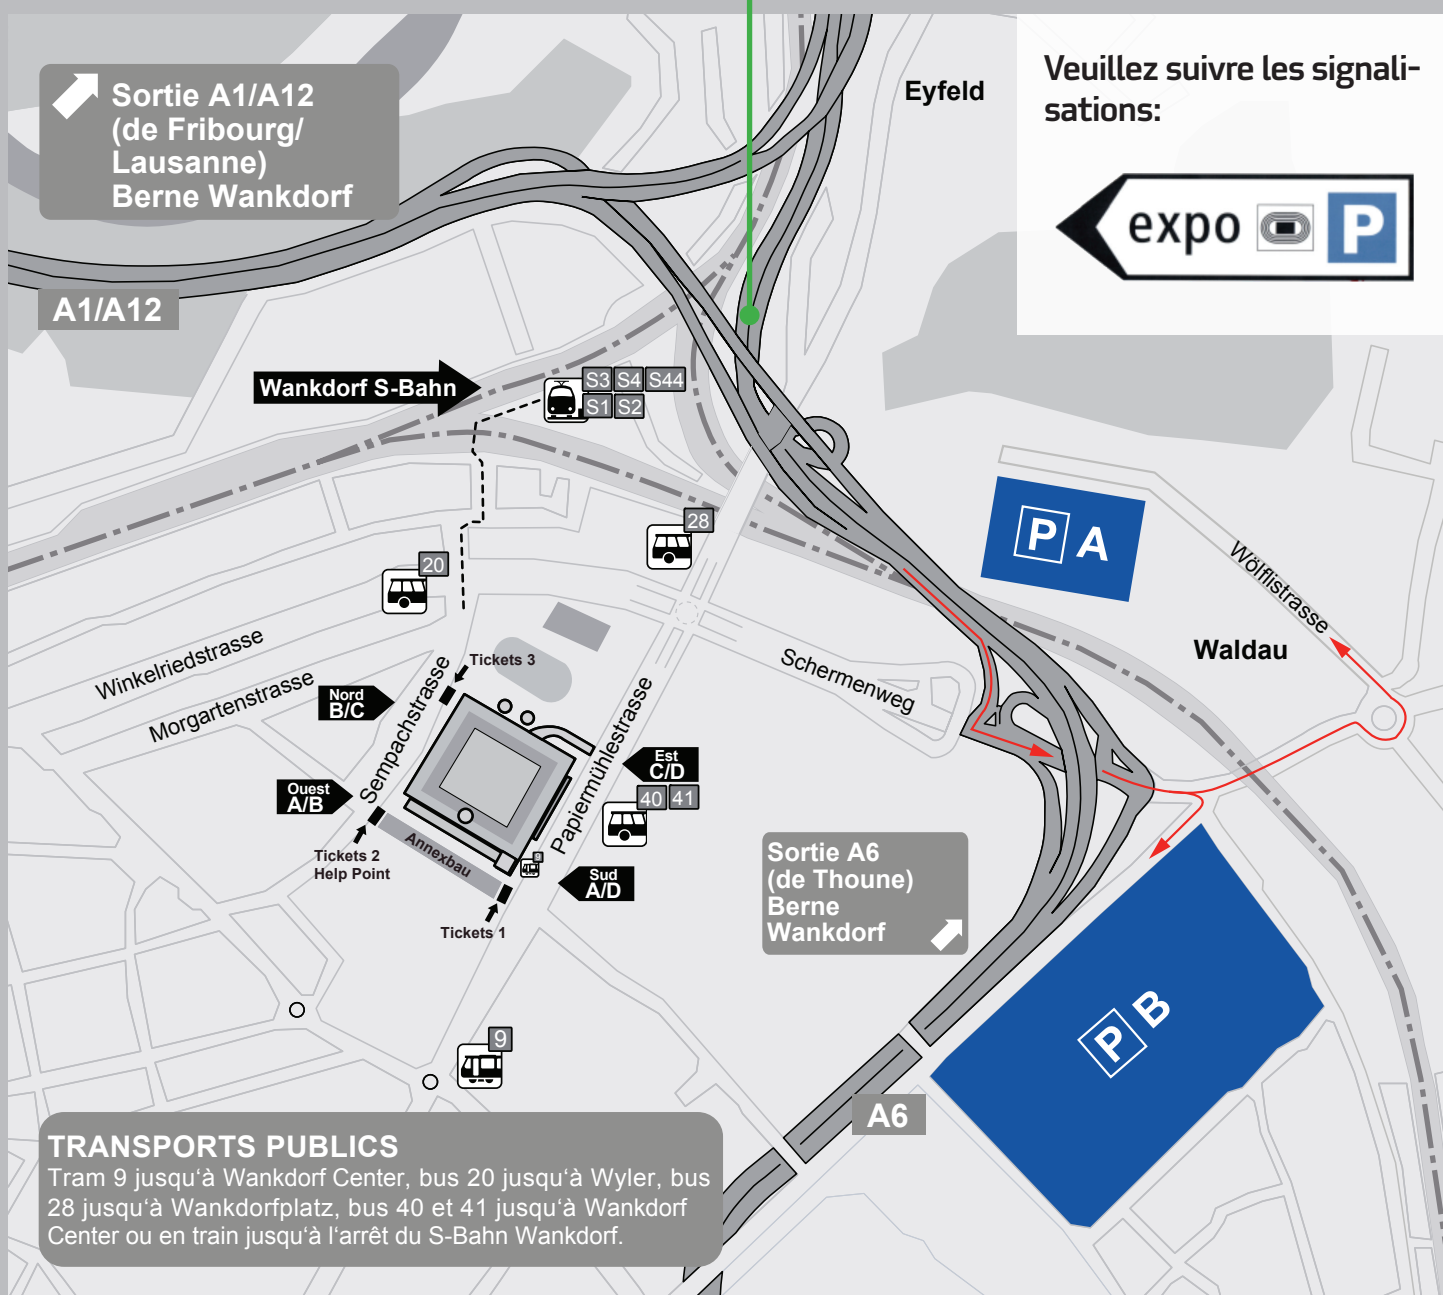 Eyfeld
Veuillez suivre les signali-
sations:
expo P
Sortie A1/A12
(de Fribourg/
Lausanne)
Berne Wankdorf
A1/A12
Wankdorf S-Bahn
S3 S4 S44
S1 S2
28
20
P A
Wölflistrasse
Waldau
Winkelriedstrasse
Morgartenstrasse
Sempachstrasse
Tickets 3
Schermenweg
Papiermühlestrasse
Nord
B/C
Est
C/D
40 41
Ouest
A/B
Tickets 2
Help Point
Annexbau
9
Sud
A/D
Tickets 1
Sortie A6
(de Thoune)
Berne
Wankdorf
P B
9
A6
TRANSPORTS PUBLICS
Tram 9 jusqu‘à Wankdorf Center, bus 20 jusqu‘à Wyler, bus
28 jusqu‘à Wankdorfplatz, bus 40 et 41 jusqu‘à Wankdorf
Center ou en train jusqu‘à l‘arrêt du S-Bahn Wankdorf.